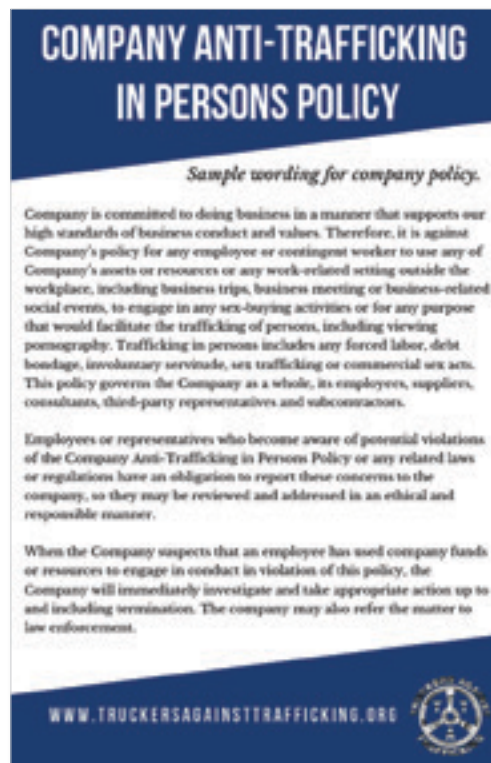 COMPANY ANTI-TRAFFICKING
IN PERSONS POLICY
Sample wording for company policy.
Company is committed to doing business in a manner that supports our
high standards of business conduct and values. Therefore, it is against
Company's policy for any employee or contingent worker to use any of
Company's assets or resources or any work-related setting outside the
workplace, including business trips, business meeting or business-related
social events, to engage in any sex-buying activities or for any purpose
that would facilitate the trafficking of persons, including viewing
pornography. Trafficking in persons includes any forced labor, debt
bondage, involuntary servitude, sex trafficking or commercial sex acts.
This policy governs the Company as a whole, its employees, suppliers,
consultants, third-party representatives and subcontractors.
Employees or representatives who become aware of potential violations
of the Company Anti-Trafficking in Persons Policy or any related laws
or regulations have an obligation to report these concerns to the
company, so they may be reviewed and addressed in an ethical and
responsible manner.
When the Company suspects that an employee has used company funds
or resources to engage in conduct in violation of this policy, the
Company will immediately investigate and take appropriate action up to
and including termination. The company may also refer the matter to
law enforcement.
WWW.TRUCKERSAGAINSTTRAFFICKING.ORG
TRUCKERS AGAINST
TRAFFICKING